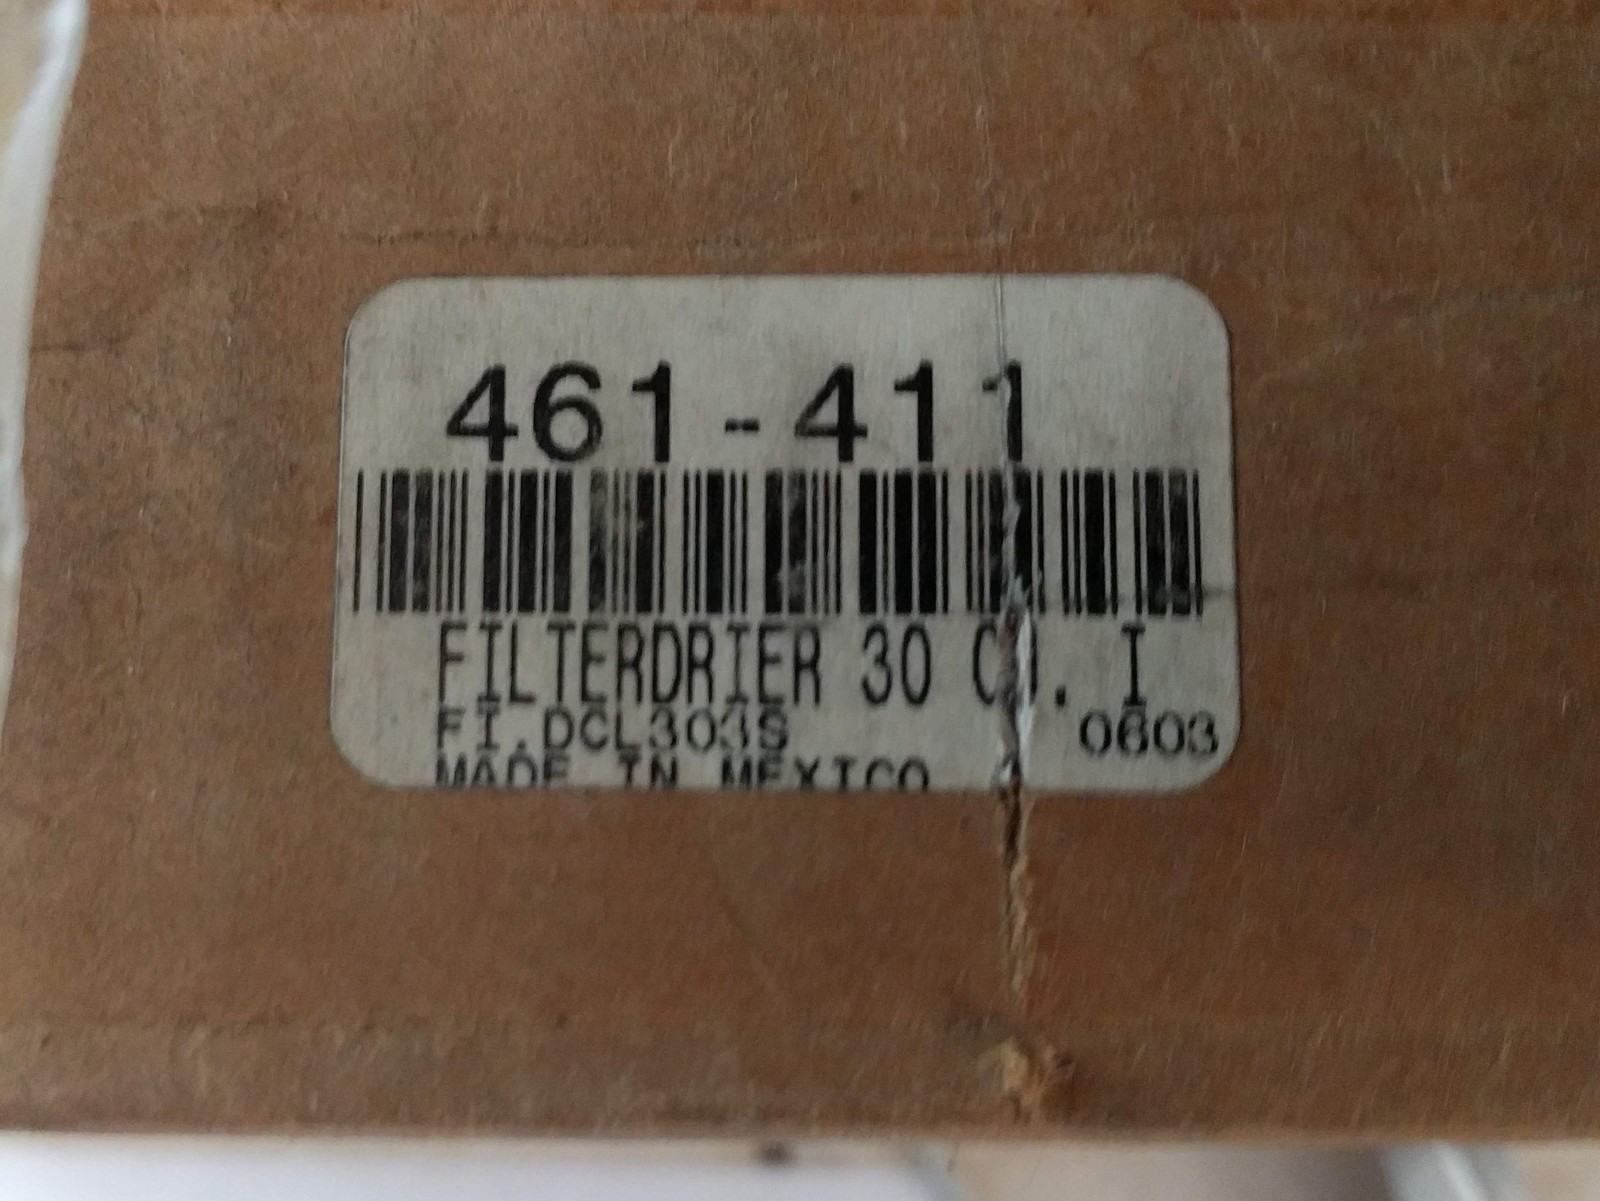 461-411
FILTERDRIER 30 CU. I
FI.DCL303S 0603
MADE IN MEXICO